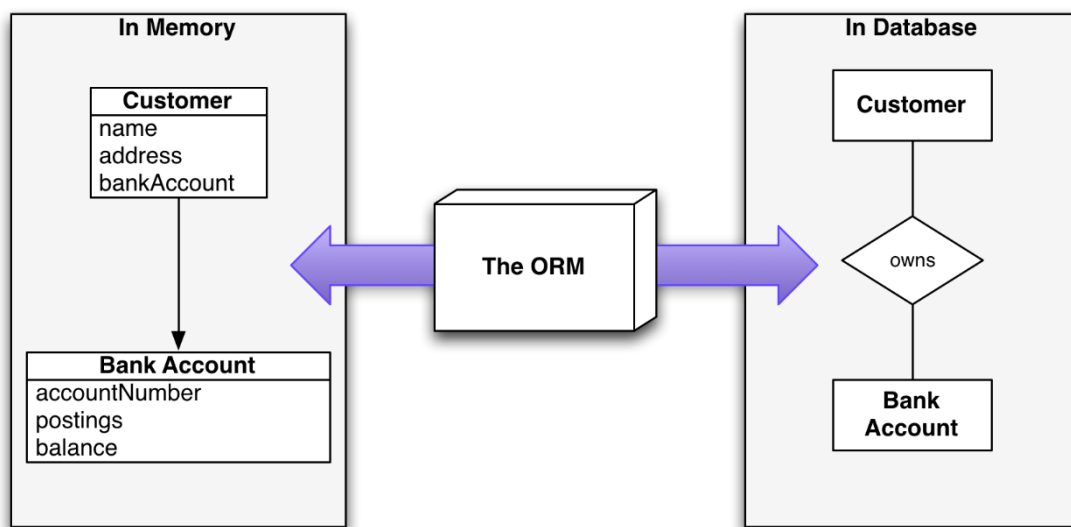 In Memory
Customer
name
address
bankAccount
Bank Account
accountNumber
postings
balance
The ORM
In Database
Customer
owns
Bank
Account